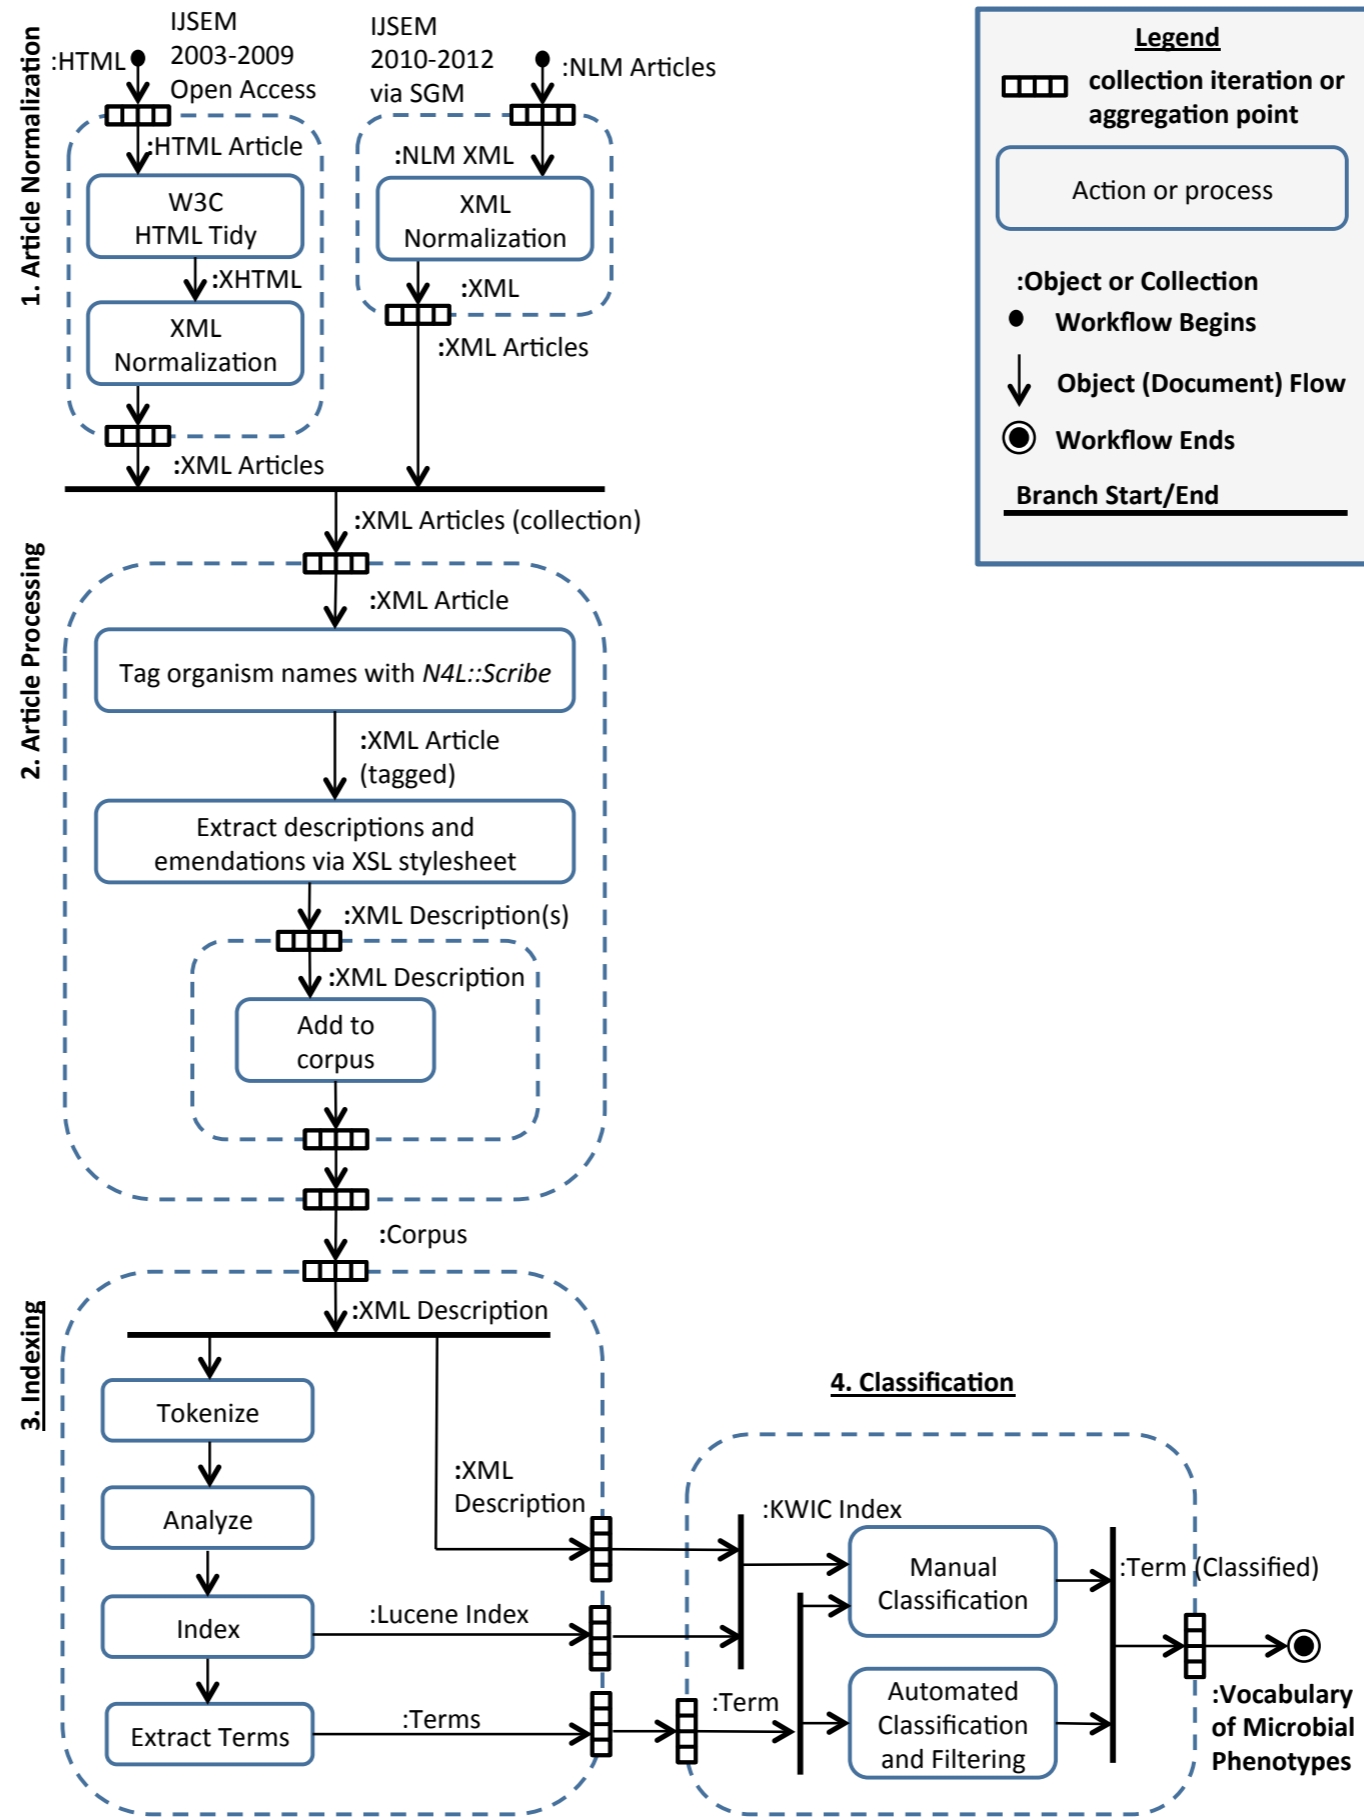 1. Article Normalization
:HTML
IJSEM
2003-2009
Open Access
IJSEM
2010-2012
via SGM
:NLM Articles
:HTML Article
W3C
HTML Tidy
:XHTML
XML
Normalization
:XML Articles
:NLM XML
XML
Normalization
:XML
:XML Articles
Legend
collection iteration or
aggregation point
Action or process
:Object or Collection
Workflow Begins
Object (Document) Flow
Workflow Ends
Branch Start/End
:XML Articles (collection)
2. Article Processing
:XML Article
Tag organism names with N4L::Scribe
:XML Article
(tagged)
Extract descriptions and
emendations via XSL stylesheet
:XML Description(s)
:XML Description
Add to
corpus
:Corpus
3. Indexing
:XML Description
Tokenize
Analyze
Index
Extract Terms
:XML
Description
:Lucene Index
:Terms
4. Classification
:KWIC Index
Manual
Classification
:Term
Automated
Classification
and Filtering
:Term (Classified)
:Vocabulary
of Microbial
Phenotypes